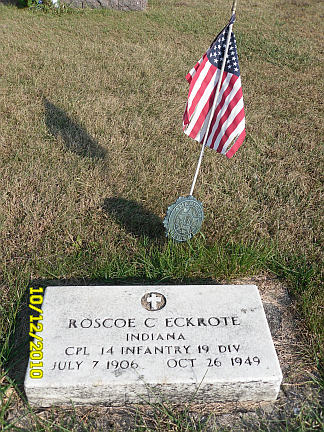 ROSCOE C ECKROTE
INDIANA
CPL 14 INFANTRY 19 DIV
JULY 7 1906 OCT 26 1949
10/12/2010